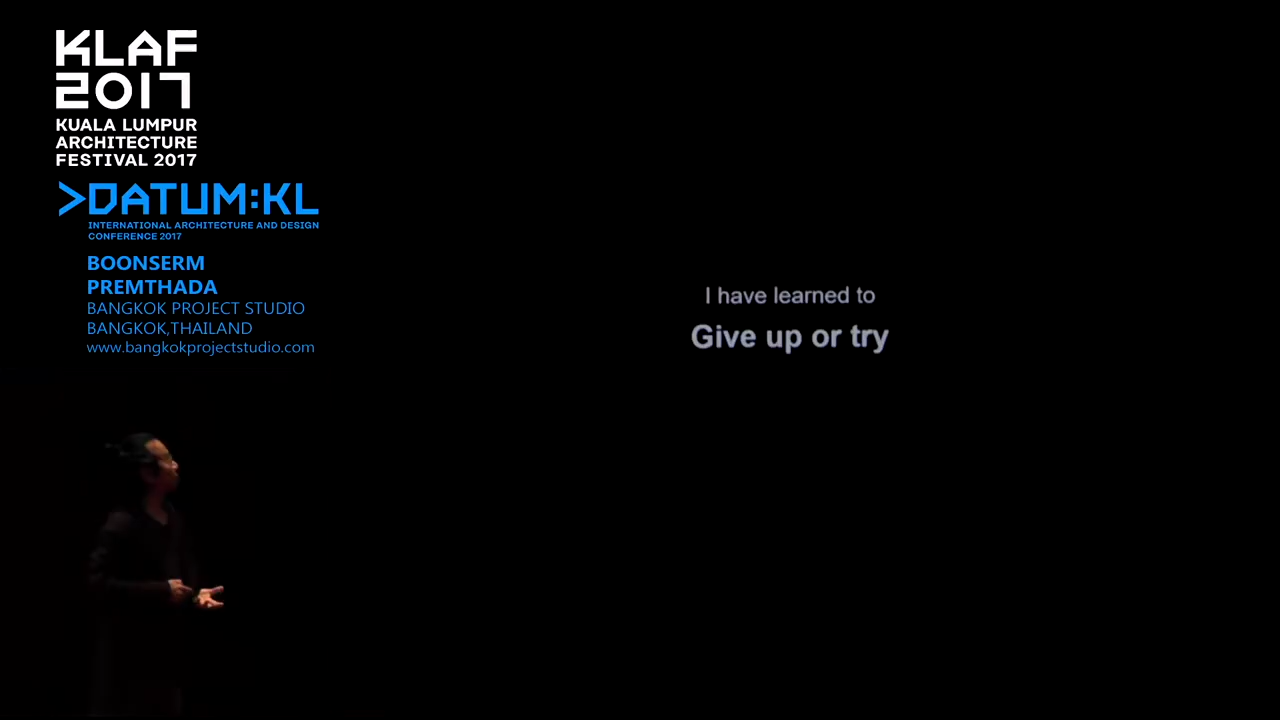 KLAF
2017
KUALA LUMPUR
ARCHITECTURE
FESTIVAL 2017
>DATUM:KL
INTERNATIONAL ARCHITECTURE AND DESIGN
CONFERENCE 2017
BOONSERM
PREMTHADA
BANGKOK PROJECT STUDIO
BANGKOK,THAILAND
www.bangkokprojectstudio.com
I have learned to
Give up or try